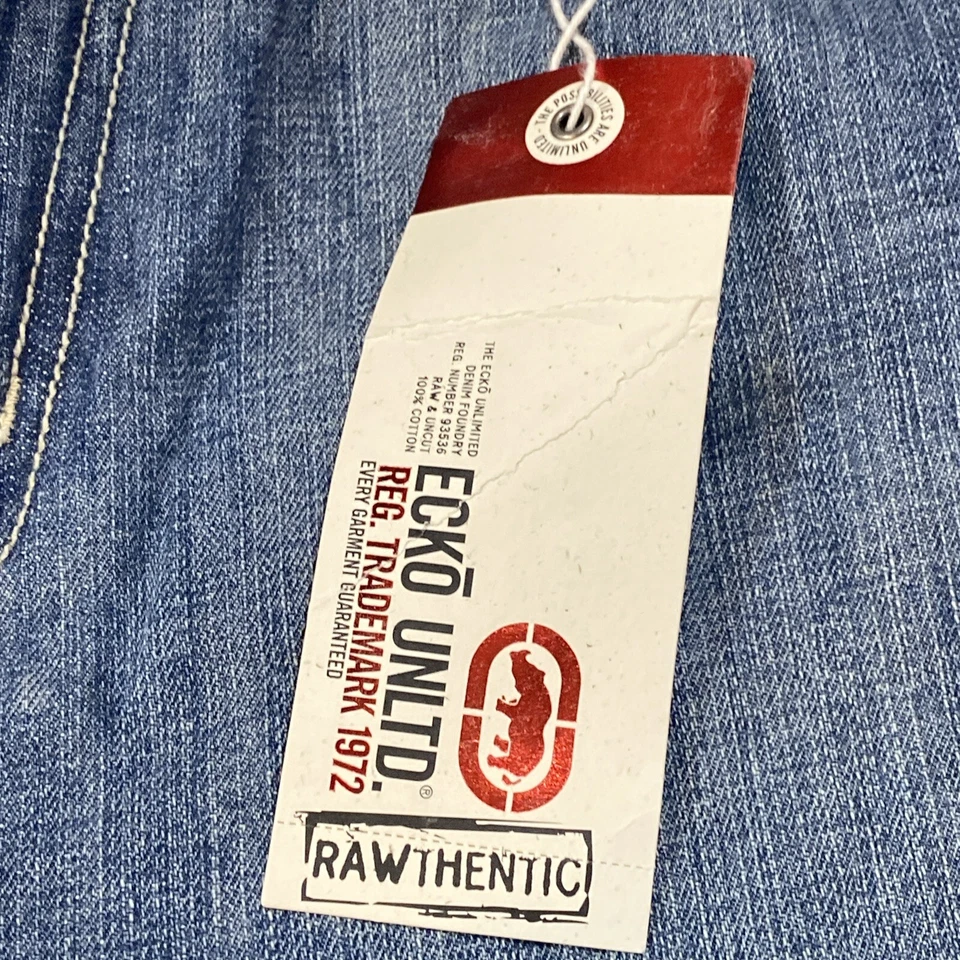 THE POSSIBILITIES ARE UNLIMITED -
THE ECKŌ UNLIMITED
DENIM FOUNDRY
REG. NUMBER 93536
RAW & UNCUT
100% COTTON
ECKŌ UNLTD.®
REG. TRADEMARK 1972
EVERY GARMENT GUARANTEED
RAWTHENTIC